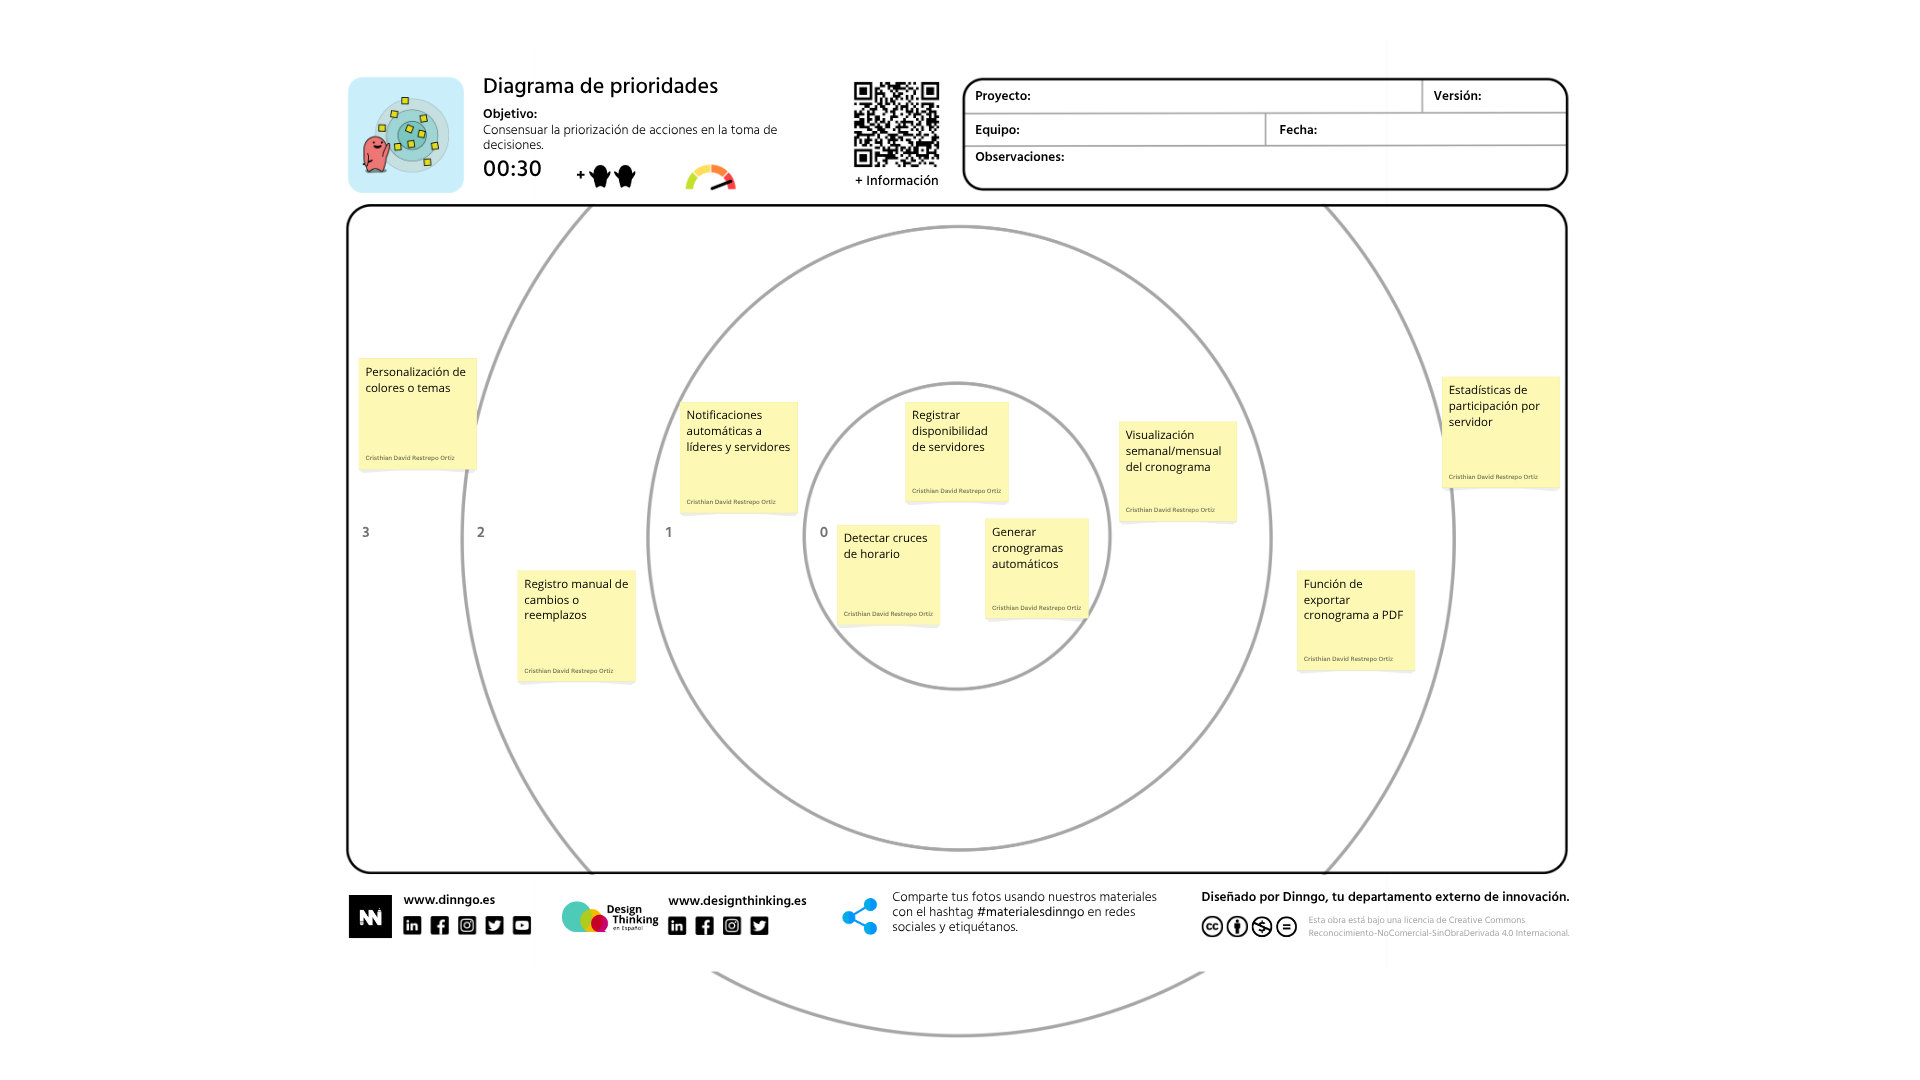 Diagrama de prioridades
Objetivo:
Consensuar la priorización de acciones en la toma de
decisiones.
00:30
+
+ Información
Proyecto:
Versión:
Equipo:
Fecha:
Observaciones:
Personalización de
colores o temas
Cristhian David Restrepo Ortiz
Notificaciones
automáticas a
líderes y servidores
Cristhian David Restrepo Ortiz
Registrar
disponibilidad
de servidores
Cristhian David Restrepo Ortiz
Visualización
semanal/mensual
del cronograma
Cristhian David Restrepo Ortiz
Estadísticas de
participación por
servidor
Cristhian David Restrepo Ortiz
3
2
1
0
Detectar cruces
de horario
Cristhian David Restrepo Ortiz
Generar
cronogramas
automáticos
Cristhian David Restrepo Ortiz
Registro manual de
cambios o
reemplazos
Cristhian David Restrepo Ortiz
Función de
exportar
cronograma a PDF
Cristhian David Restrepo Ortiz
www.dinngo.es
Design
Thinking
en Español
www.designthinking.es
Comparte tus fotos usando nuestros materiales
con el hashtag #materialesdinngo en redes
sociales y etiquétanos.
Diseñado por Dinngo, tu departamento externo de innovación.
Esta obra está bajo una licencia de Creative Commons
Reconocimiento-NoComercial-SinObraDerivada 4.0 Internacional.